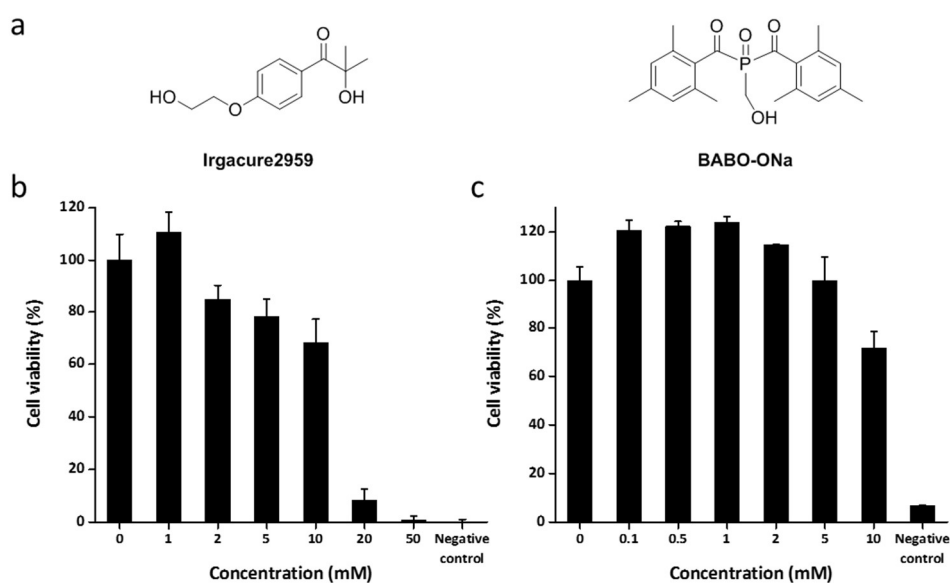 a
O
HO
O
OH
Irgacure2959
O O O
P
OH
BABO-ONa
b
120
100
80
60
40
20
0
Cell viability (%)
0 1 2 5 10 20 50 Negative
control
Concentration (mM)
c
120
100
80
60
40
20
0
Cell viability (%)
0 0.1 0.5 1 2 5 10 Negative
control
Concentration (mM)